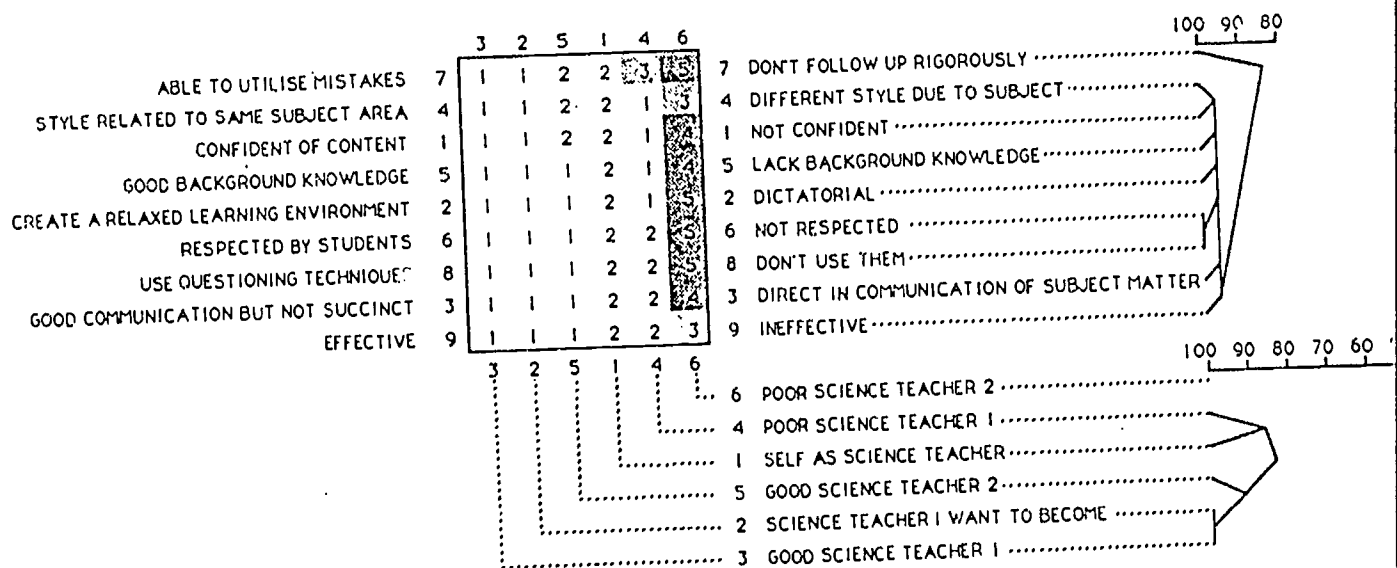 100 90 80
3 2 5 1 4 6
ABLE TO UTILISE MISTAKES 7 1 1 2 2 3 5 7 DON'T FOLLOW UP RIGOROUSLY
STYLE RELATED TO SAME SUBJECT AREA 4 1 1 2 2 1 3 4 DIFFERENT STYLE DUE TO SUBJECT
CONFIDENT OF CONTENT 1 1 1 2 2 1 4 1 NOT CONFIDENT
GOOD BACKGROUND KNOWLEDGE 5 1 1 1 2 1 4 5 LACK BACKGROUND KNOWLEDGE
CREATE A RELAXED LEARNING ENVIRONMENT 2 1 1 1 2 1 5 2 DICTATORIAL
RESPECTED BY STUDENTS 6 1 1 1 2 2 5 6 NOT RESPECTED
USE QUESTIONING TECHNIQUES 8 1 1 1 2 2 5 8 DON'T USE THEM
GOOD COMMUNICATION BUT NOT SUCCINCT 3 1 1 1 2 2 4 3 DIRECT IN COMMUNICATION OF SUBJECT MATTER
EFFECTIVE 9 1 1 1 2 2 3 9 INEFFECTIVE
100 90 80 70 60
3 2 5 1 4 6
6 POOR SCIENCE TEACHER 2
4 POOR SCIENCE TEACHER 1
1 SELF AS SCIENCE TEACHER
5 GOOD SCIENCE TEACHER 2
2 SCIENCE TEACHER I WANT TO BECOME
3 GOOD SCIENCE TEACHER 1